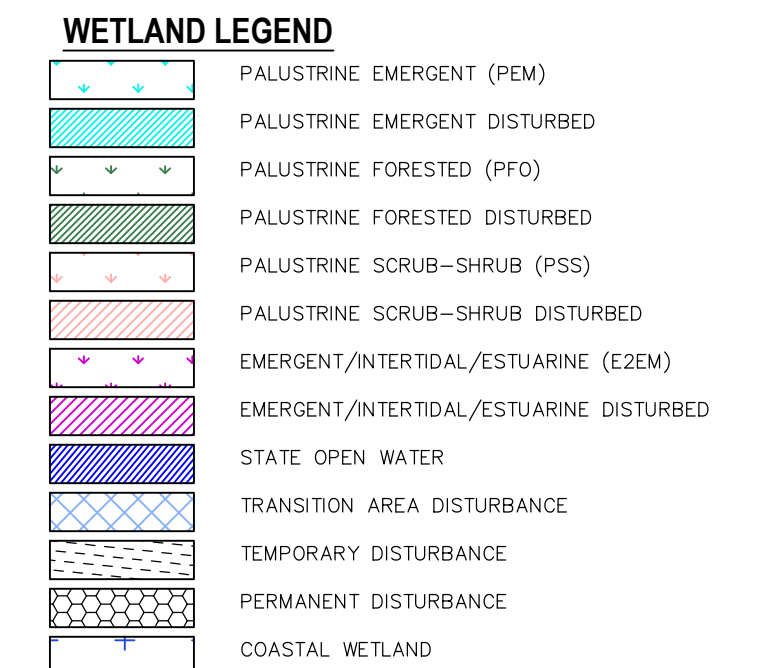 WETLAND LEGEND
PALUSTRINE EMERGENT (PEM)
PALUSTRINE EMERGENT DISTURBED
PALUSTRINE FORESTED (PFO)
PALUSTRINE FORESTED DISTURBED
PALUSTRINE SCRUB-SHRUB (PSS)
PALUSTRINE SCRUB-SHRUB DISTURBED
EMERGENT/INTERTIDAL/ESTUARINE (E2EM)
EMERGENT/INTERTIDAL/ESTUARINE DISTURBED
STATE OPEN WATER
TRANSITION AREA DISTURBANCE
TEMPORARY DISTURBANCE
PERMANENT DISTURBANCE
COASTAL WETLAND